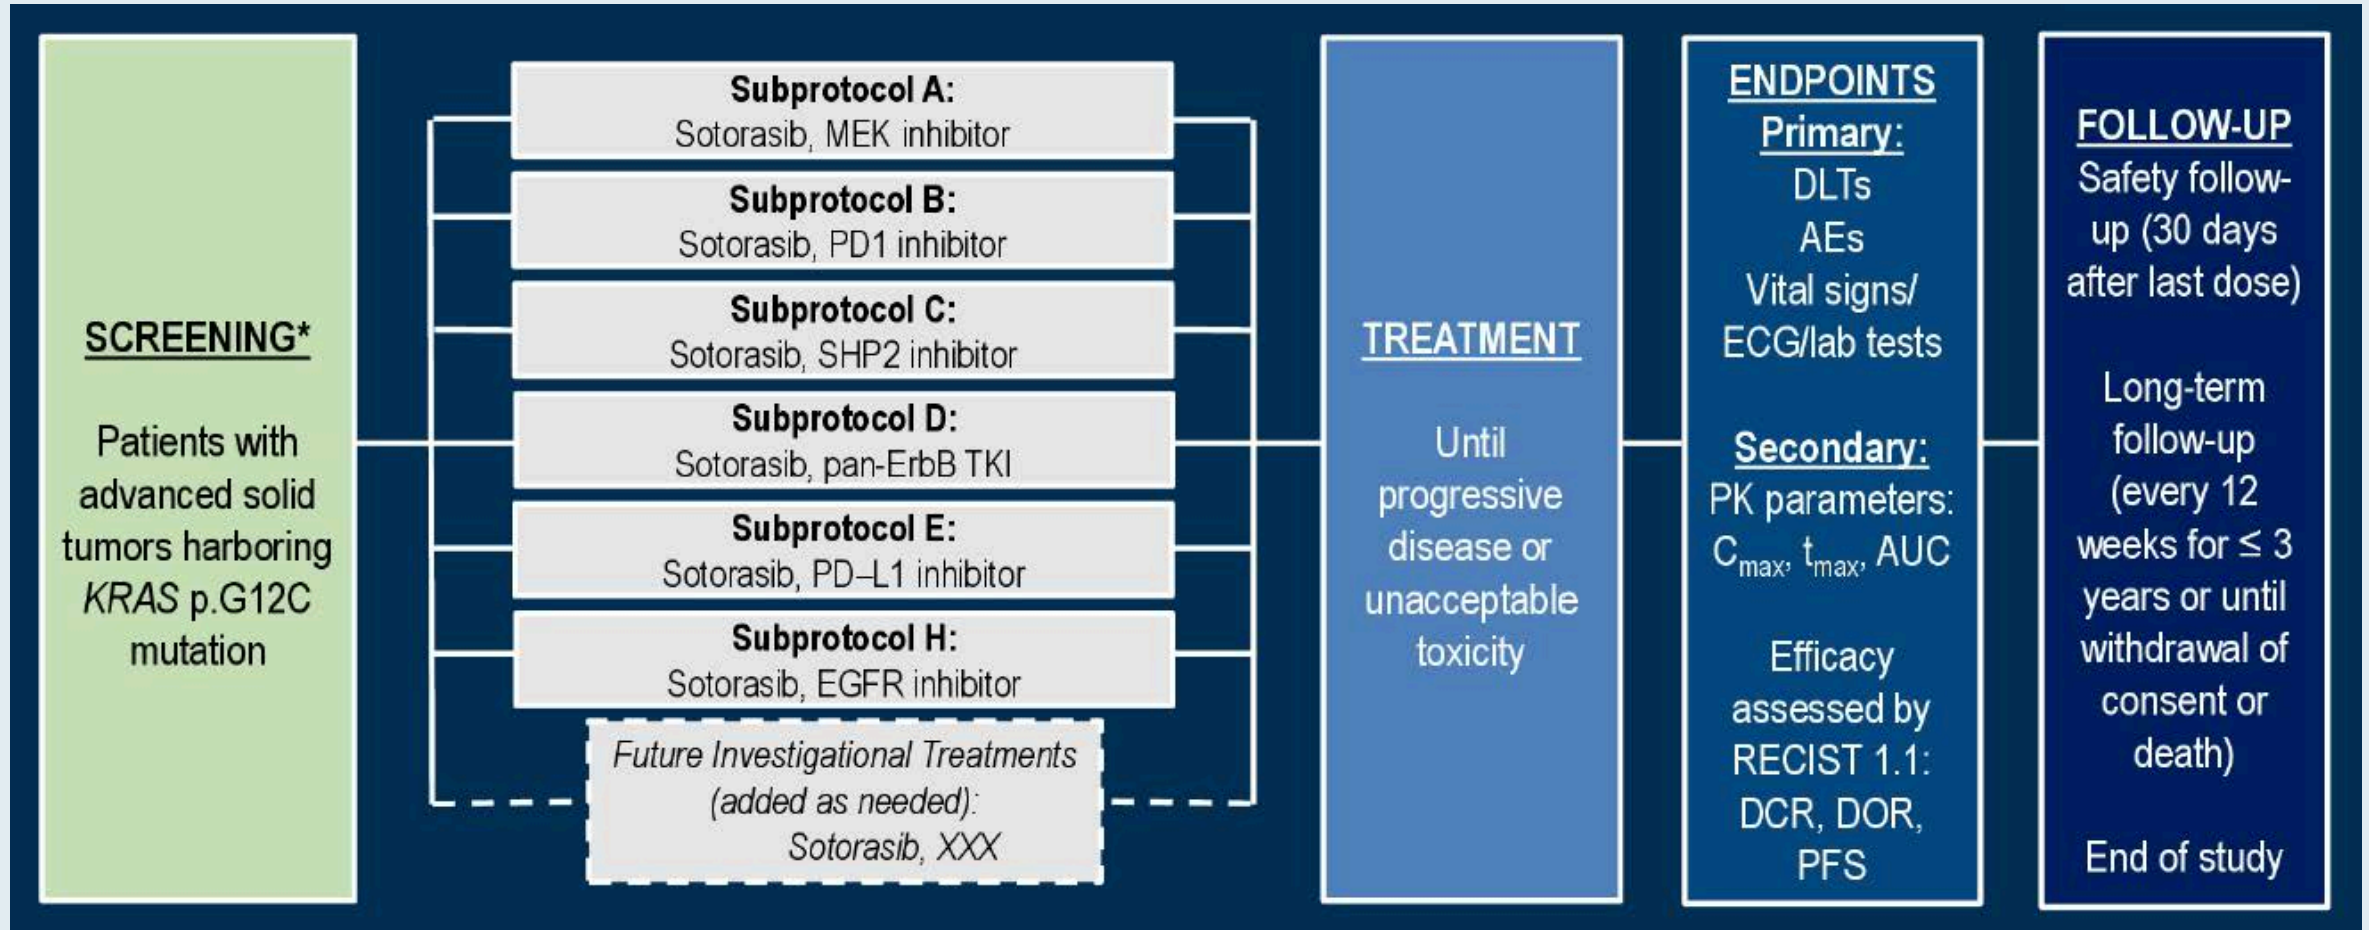 SCREENING*
Patients with
advanced solid
tumors harboring
KRAS p.G12C
mutation
Subprotocol A:
Sotorasib, MEK inhibitor
Subprotocol B:
Sotorasib, PD1 inhibitor
Subprotocol C:
Sotorasib, SHP2 inhibitor
Subprotocol D:
Sotorasib, pan-ErbB TKI
Subprotocol E:
Sotorasib, PD–L1 inhibitor
Subprotocol H:
Sotorasib, EGFR inhibitor
Future Investigational Treatments
(added as needed):
Sotorasib, XXX
TREATMENT
Until
progressive
disease or
unacceptable
toxicity
ENDPOINTS
Primary:
DLTs
AEs
Vital signs/
ECG/lab tests
Secondary:
PK parameters:
Cmax, tmax, AUC
Efficacy
assessed by
RECIST 1.1:
DCR, DOR,
PFS
FOLLOW-UP
Safety follow-
up (30 days
after last dose)
Long-term
follow-up
(every 12
weeks for ≤ 3
years or until
withdrawal of
consent or
death)
End of study